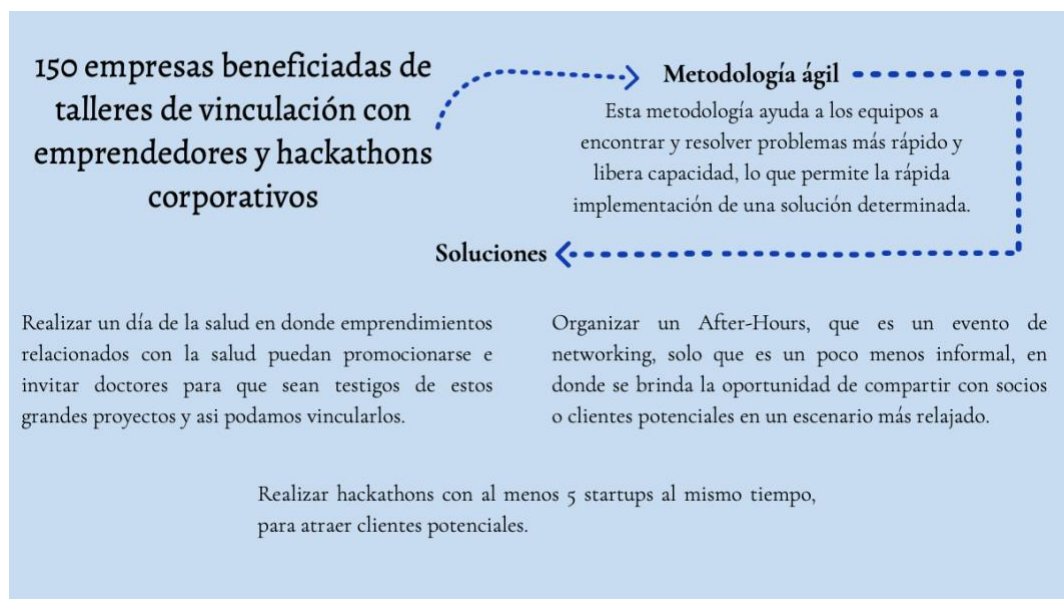 150 empresas beneficiadas de
talleres de vinculación con
emprendedores y hackathons
corporativos
Metodología ágil
Esta metodología ayuda a los equipos a
encontrar y resolver problemas más rápido y
libera capacidad, lo que permite la rápida
implementación de una solución determinada.
Soluciones
Realizar un día de la salud en donde emprendimientos
relacionados con la salud puedan promocionarse e
invitar doctores para que sean testigos de estos
grandes proyectos y asi podamos vincularlos.
Organizar un After-Hours, que es un evento de
networking, solo que es un poco menos informal, en
donde se brinda la oportunidad de compartir con socios
o clientes potenciales en un escenario más relajado.
Realizar hackathons con al menos 5 startups al mismo tiempo,
para atraer clientes potenciales.